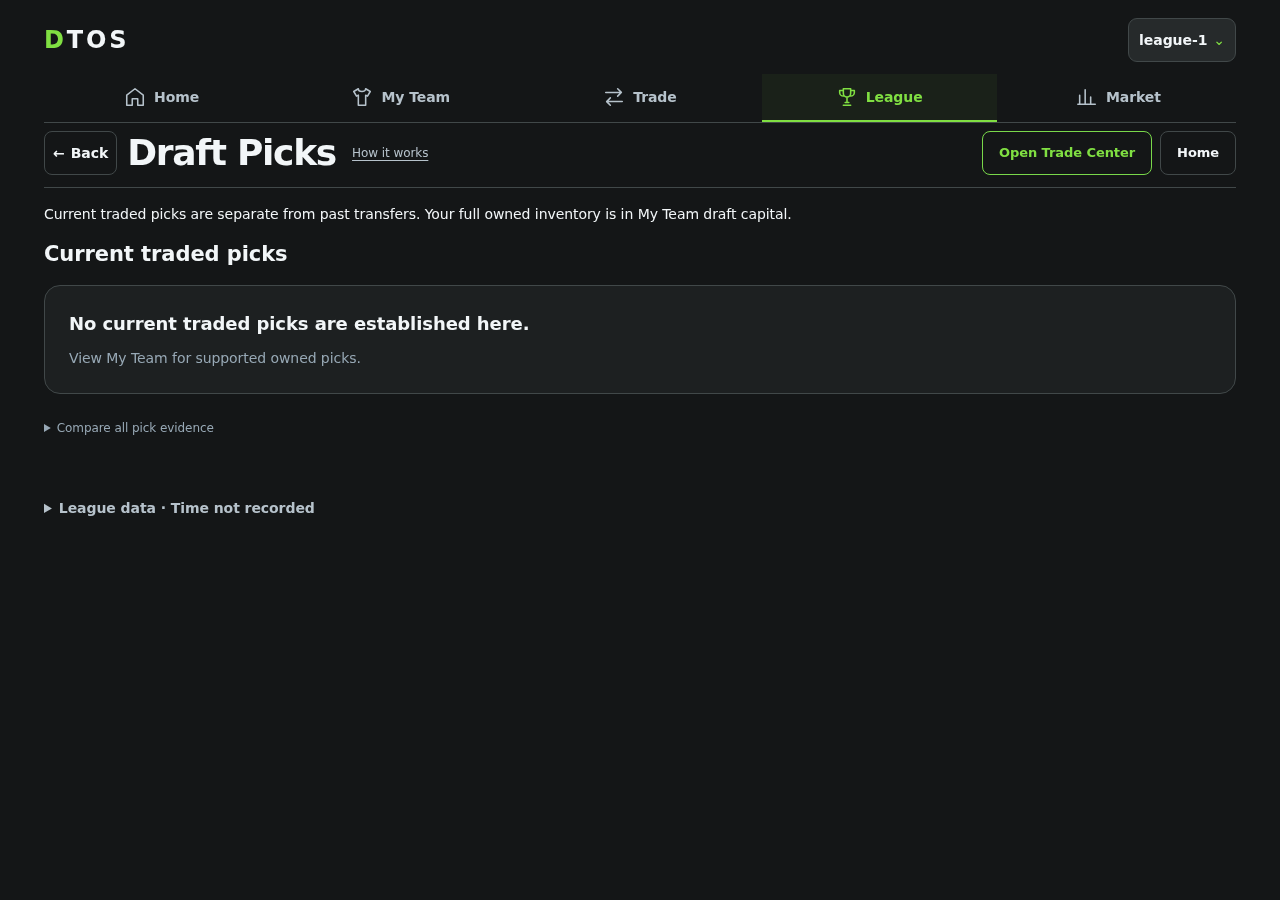 DTOS
league-1
Home
My Team
Trade
League
Market
← Back
Draft Picks
How it works
Open Trade Center
Home
Current traded picks are separate from past transfers. Your full owned inventory is in My Team draft capital.
Current traded picks
No current traded picks are established here.
View My Team for supported owned picks.
Compare all pick evidence
League data · Time not recorded